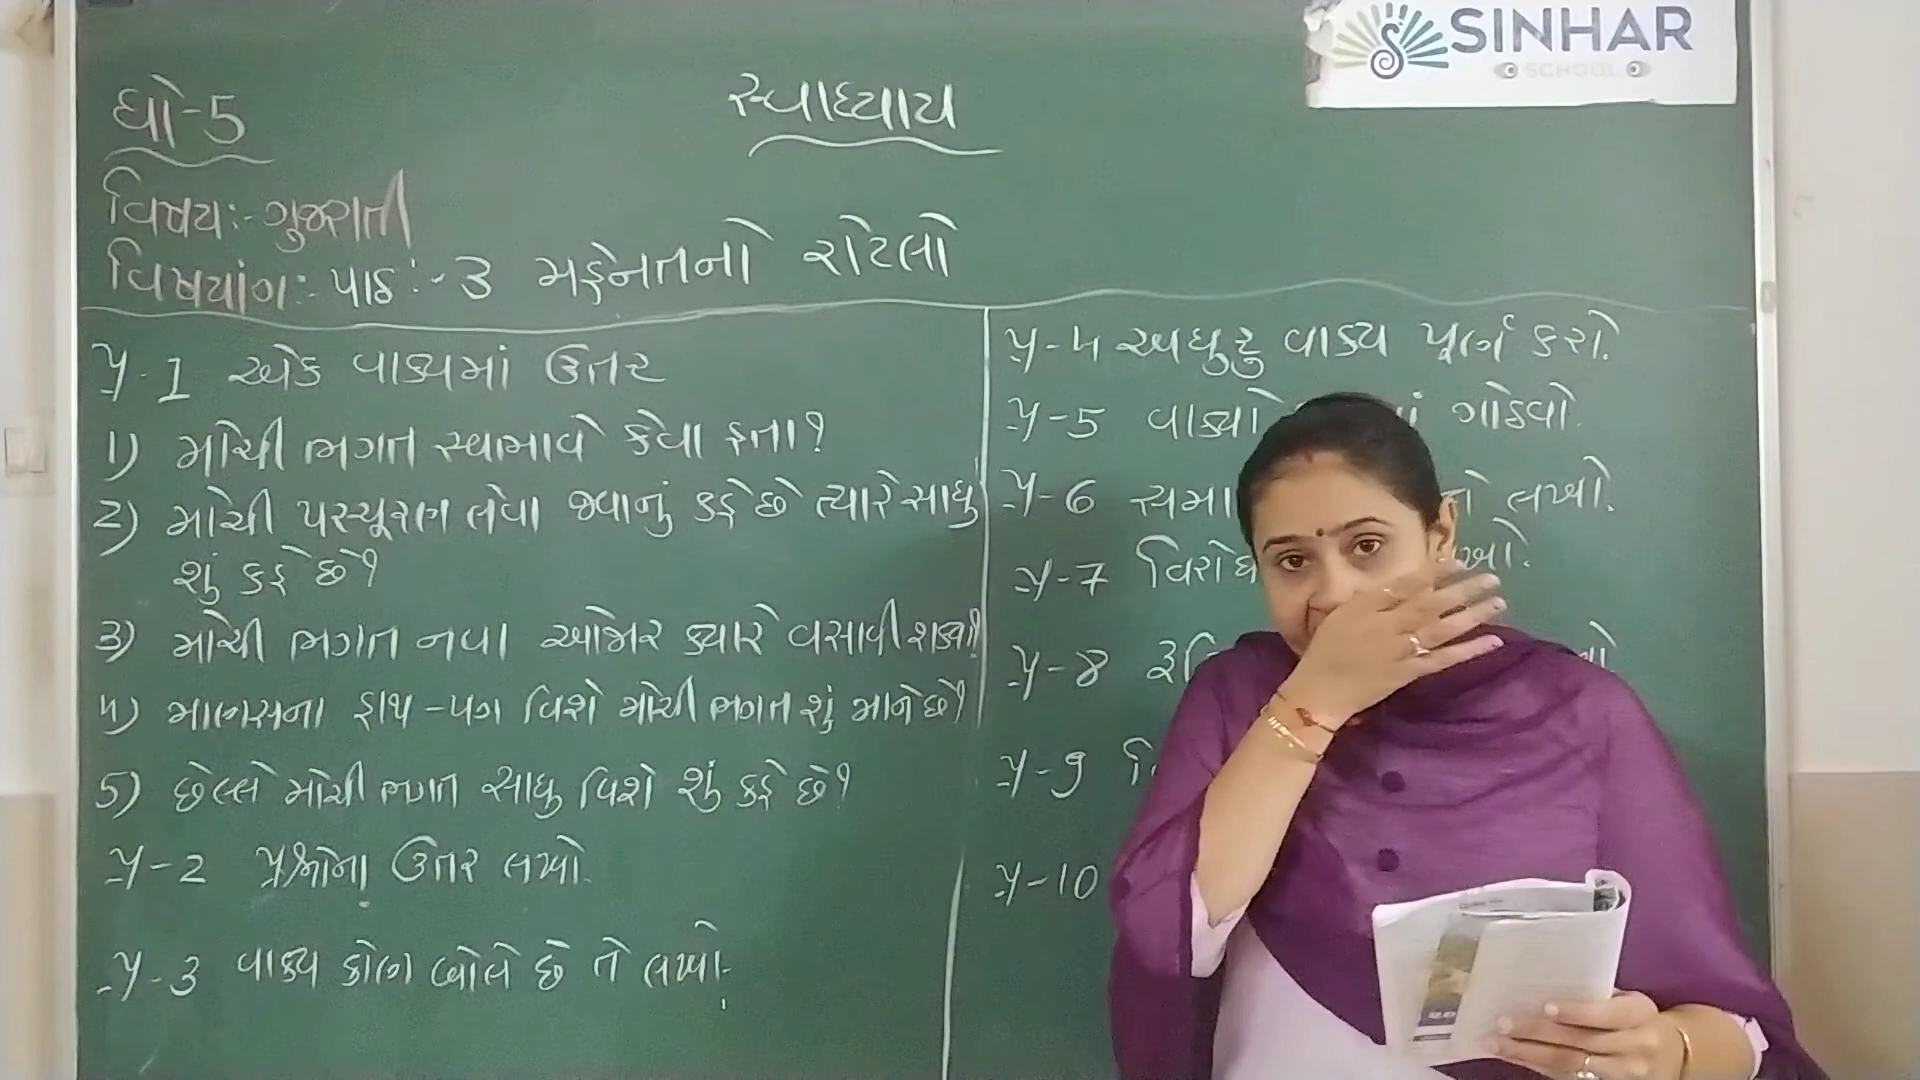 SINHAR
SCHOOL
ધો-5
સ્વાધ્યાય
વિષય:- ગુજરાતી
વિષયાંગ:- પાઠ:-3 મહેનતનો રોટલો
પ્ર-1 એક વાક્યમાં ઉત્તર
1) મોચી ભગત સ્વભાવે કેવા હતા?
2) મોચી પસ્ચૂરણ લેવા જવાનું કહે છે ત્યારે સાધુ
શું કહે છે?
3) મોચી ભગત નવા ઓજાર ક્યારે વસાવી શક્યા?
4) માણસના હાથ-પગ વિશે મોચી ભગત શું માને છે?
5) છેલ્લે મોચી ભગત સાધુ વિશે શું કહે છે?
પ્ર-2 પ્રશ્નોના ઉત્તર લખો.
પ્ર-3 વાક્ય કોણ બોલે છે તે લખો.
પ્ર-4 અધુરુ વાક્ય પૂર્ણ કરો.
પ્ર-5 વાક્યો ગોઠવો.
પ્ર-6 લખો.
પ્ર-7
પ્ર-8
પ્ર-9
પ્ર-10